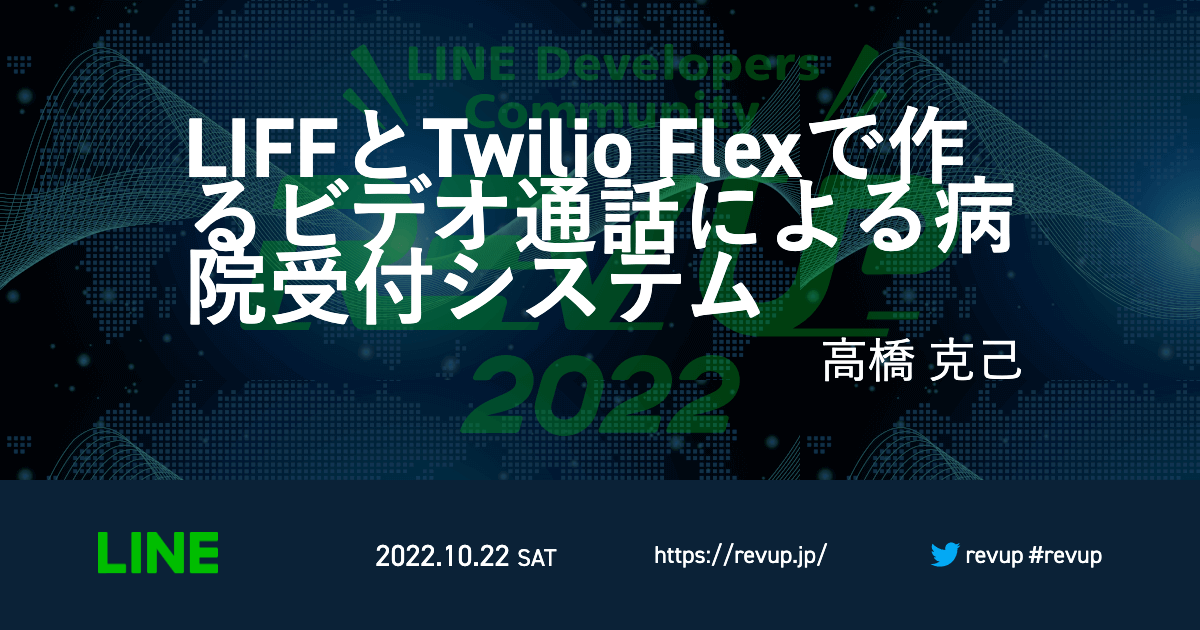 LINE Developers
Community
REV UP
2022
LIFFとTwilio Flexで作
るビデオ通話による病
院受付システム
高橋 克己
LINE
2022.10.22 SAT
https://revup.jp/
revup #revup